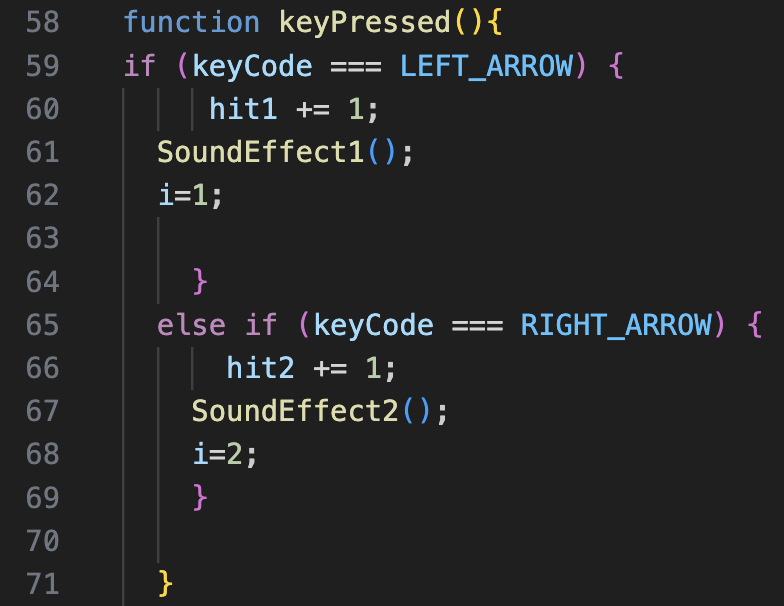 58 function keyPressed(){
59 if (keyCode === LEFT_ARROW) {
60 hit1 += 1;
61 SoundEffect1();
62 i=1;
63
64 }
65 else if (keyCode === RIGHT_ARROW) {
66 hit2 += 1;
67 SoundEffect2();
68 i=2;
69 }
70
71 }